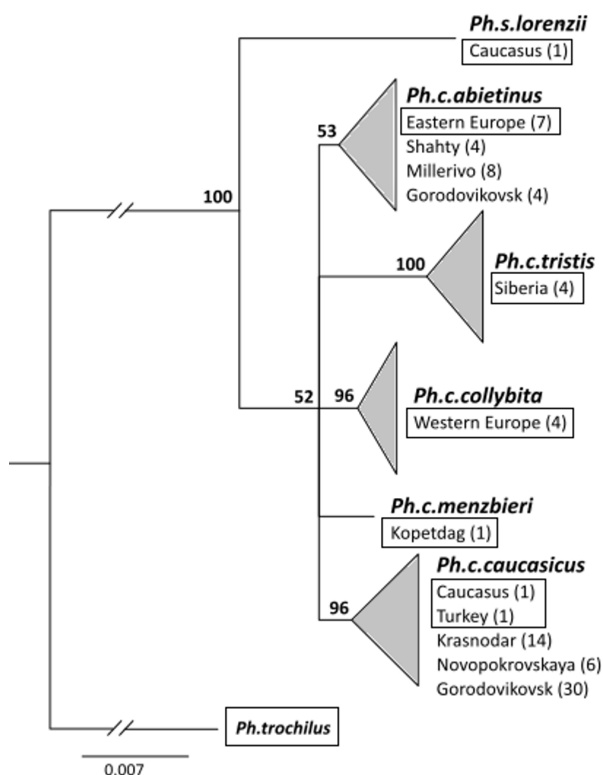 Ph.s.lorenzii
Caucasus (1)
Ph.c.abietinus
53
Eastern Europe (7)
Shahty (4)
Millerivo (8)
Gorodovikovsk (4)
100
Ph.c.tristis
100
Siberia (4)
Ph.c.collybita
52
96
Western Europe (4)
Ph.c.menzbieri
Kopetdag (1)
Ph.c.caucasicus
Caucasus (1)
96
Turkey (1)
Krasnodar (14)
Novopokrovskaya (6)
Gorodovikovsk (30)
Ph.trochilus
0.007